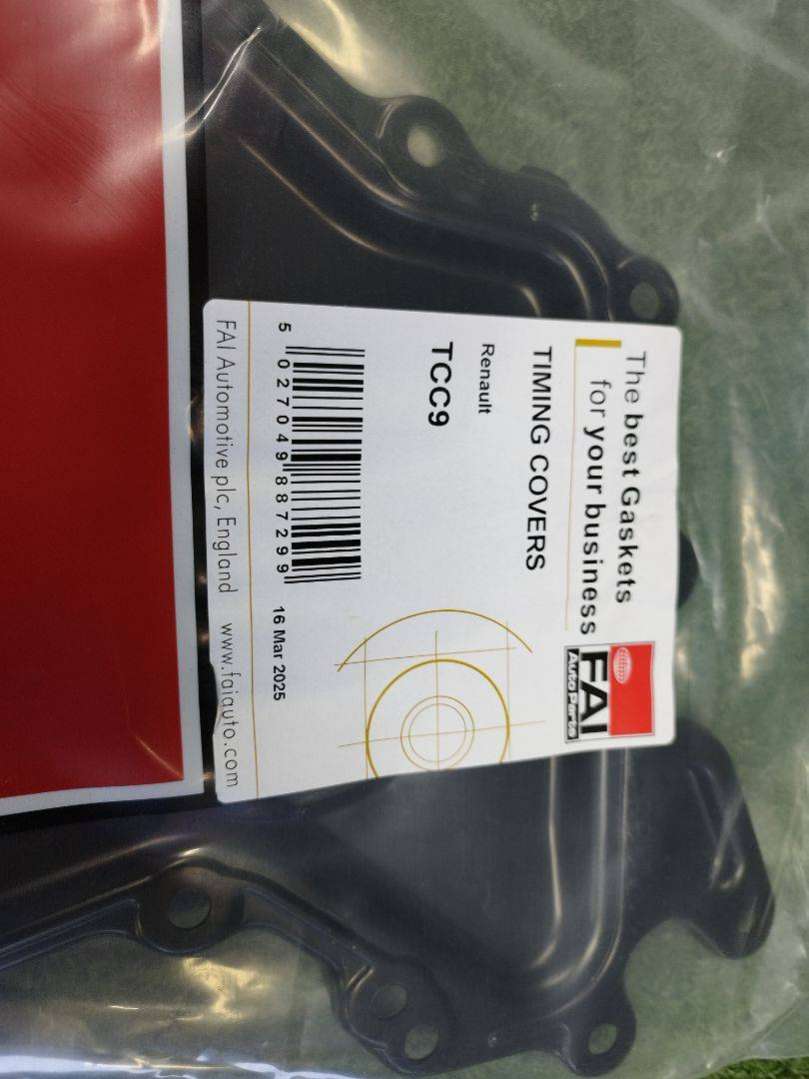 The best Gaskets
for your business
FAI
Auto Parts
TIMING COVERS
Renault
TCC9
5 027049 887299
16 Mar 2025
FAI Automotive plc, England www.faiauto.com